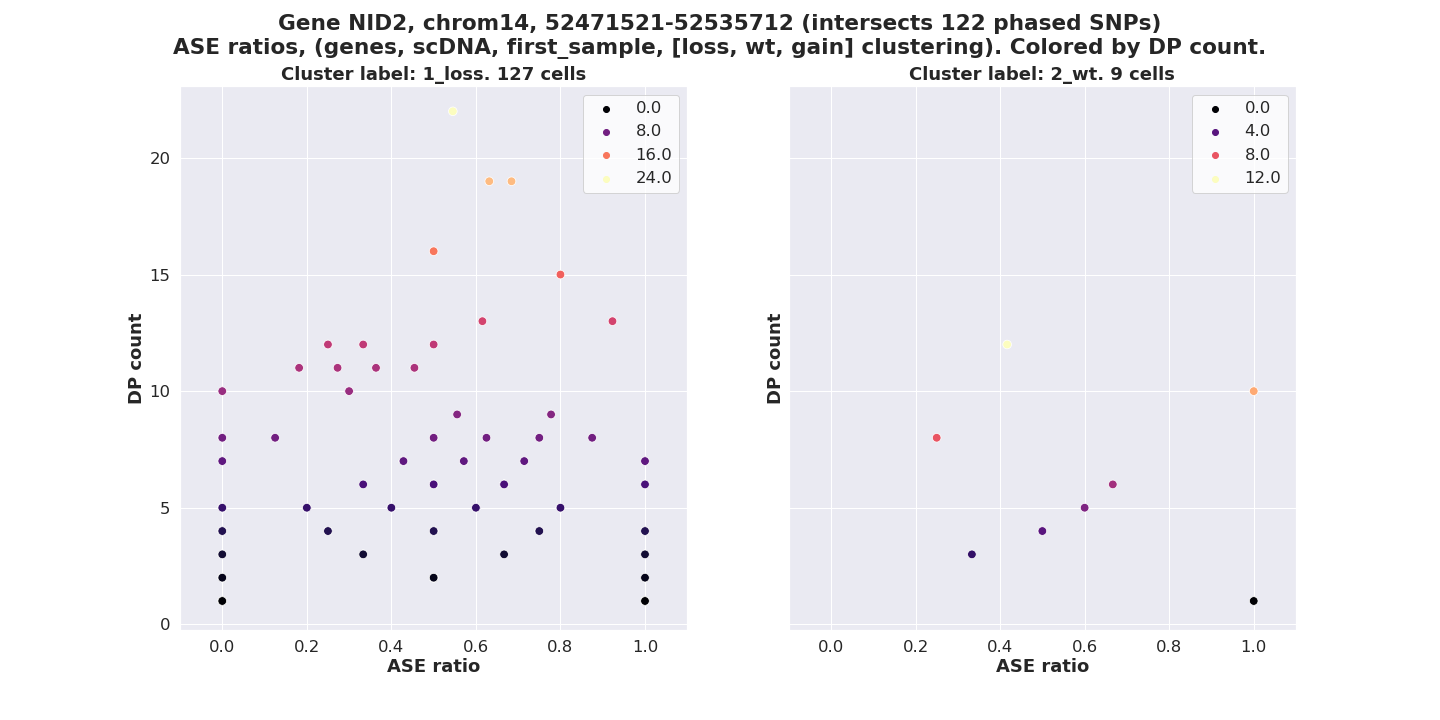 Gene NID2, chrom14, 52471521-52535712 (intersects 122 phased SNPs)
ASE ratios, (genes, scDNA, first_sample, [loss, wt, gain] clustering). Colored by DP count.
Cluster label: 1_loss. 127 cells
0.0
8.0
16.0
24.0
20
15
10
5
0
DP count
0.0 0.2 0.4 0.6 0.8 1.0
ASE ratio
Cluster label: 2_wt. 9 cells
0.0
4.0
8.0
12.0
DP count
0.0 0.2 0.4 0.6 0.8 1.0
ASE ratio